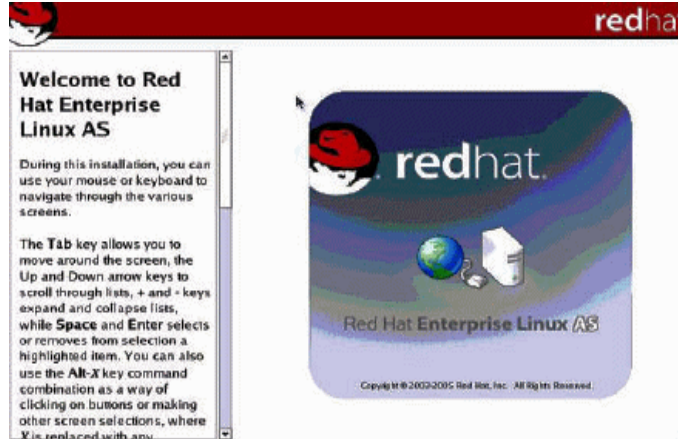 redha
Welcome to Red
Hat Enterprise
Linux AS
During this installation, you can
use your mouse or keyboard to
navigate through the various
screens.
The Tab key allows you to
move around the screen, the
Up and Down arrow keys to
scroll through lists, + and - keys
expand and collapse lists,
while Space and Enter selects
or removes from selection a
highlighted item. You can also
use the Alt-X key command
combination as a way of
clicking on buttons or making
other screen selections, where
X is replaced with any
redhat.
Red Hat Enterprise Linux AS
Copyright © 2003-2005 Red Hat, Inc. All Rights Reserved.